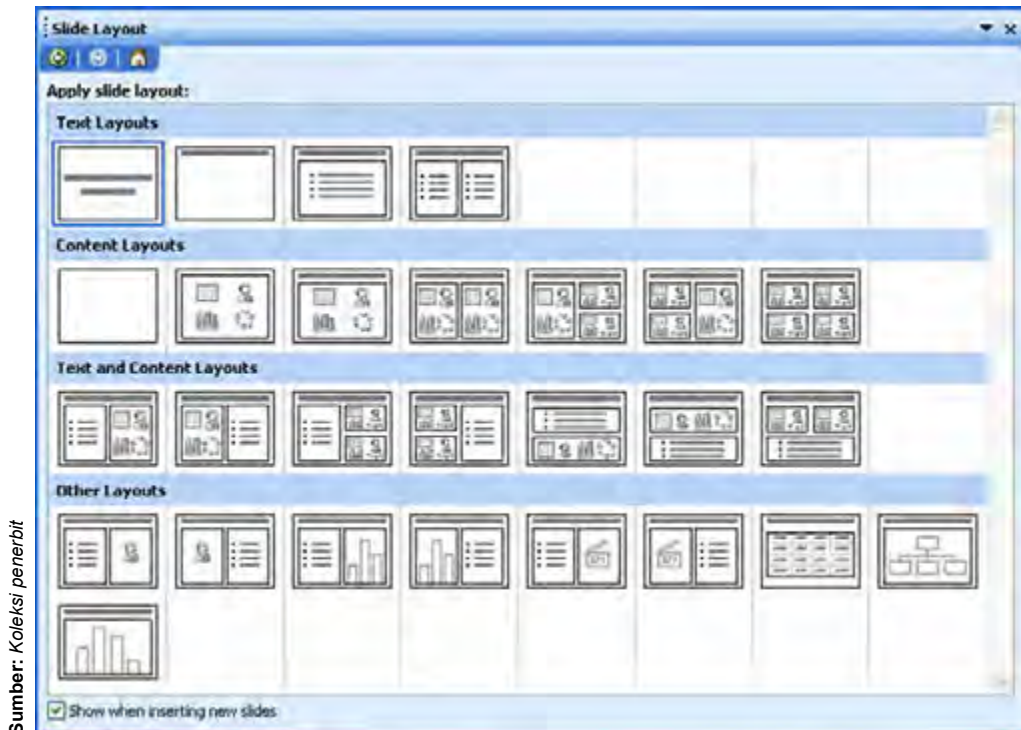 Slide Layout
Apply slide layout:
Text Layouts
Content Layouts
Text and Content Layouts
Other Layouts
Show when inserting new slides
Sumber: Koleksi penerbit